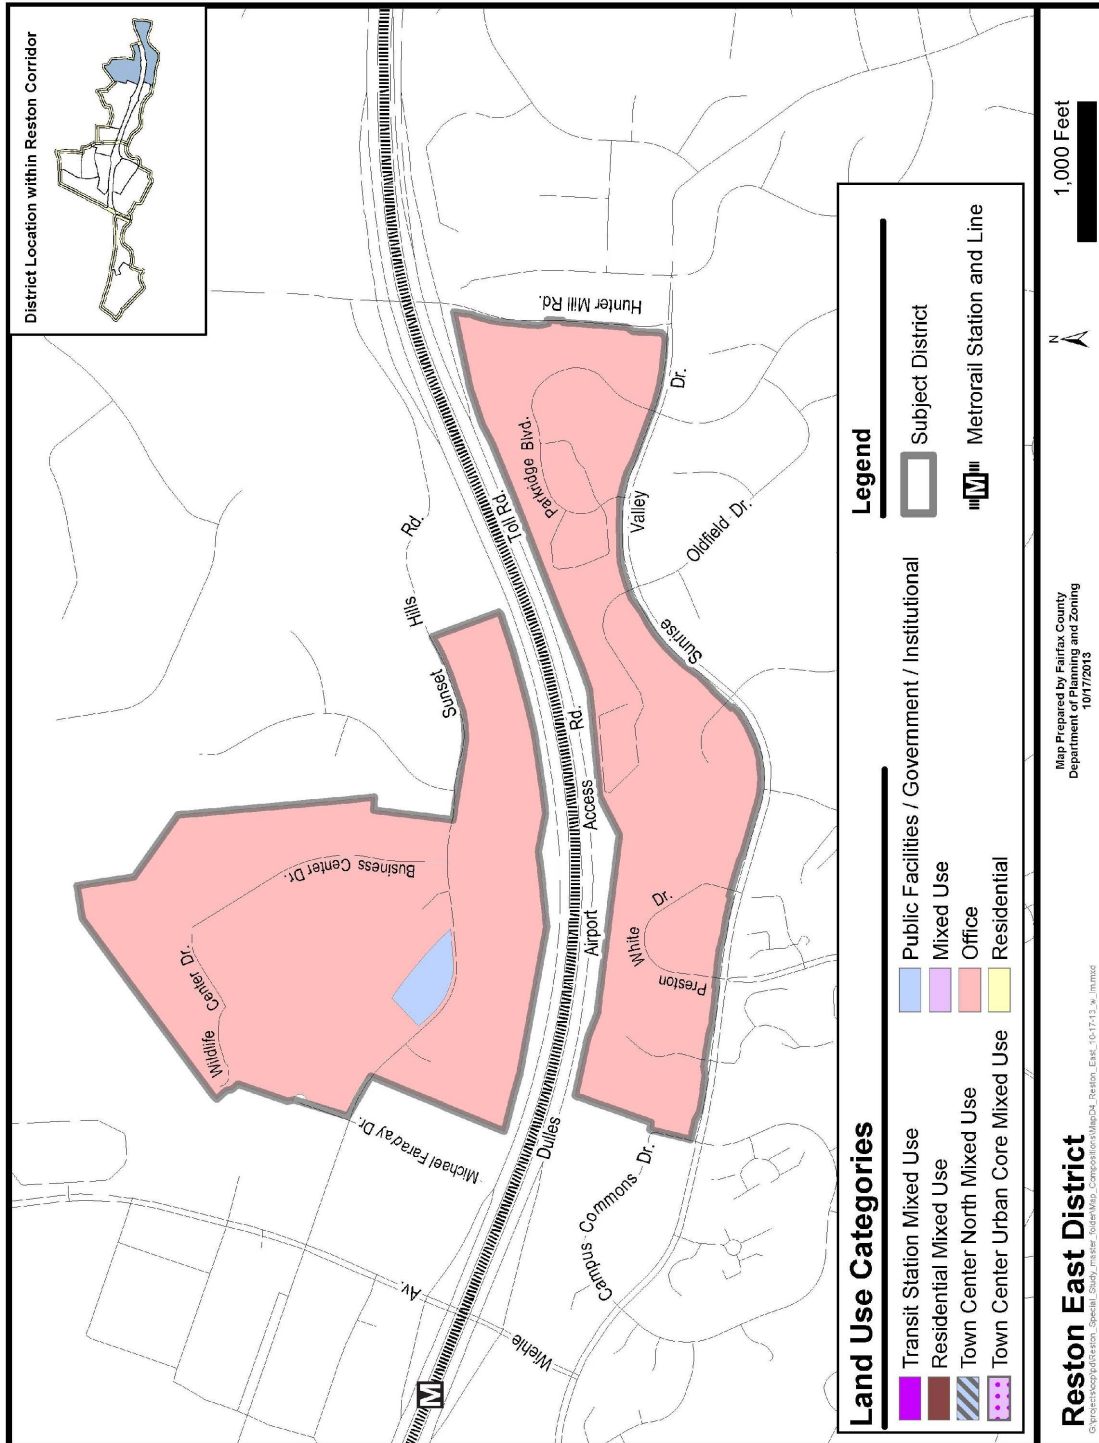 District Location within Reston Corridor
Wildlife Center Dr.
Business Center Dr.
Sunset Hills Rd.
Michael Faraday Dr.
Wiehle Av.
M
Dulles Airport Access Rd.
Toll Rd.
Hunter Mill Rd.
Parkridge Blvd.
Sunrise Valley Dr.
Oldfield Dr.
Preston White Dr.
Campus Commons Dr.
Land Use Categories
Transit Station Mixed Use
Residential Mixed Use
Town Center North Mixed Use
Town Center Urban Core Mixed Use
Public Facilities / Government / Institutional
Mixed Use
Office
Residential
Legend
Subject District
M
Metrorail Station and Line
Reston East District
Map Prepared by Fairfax County
Department of Planning and Zoning
10/17/2013
N
1,000 Feet